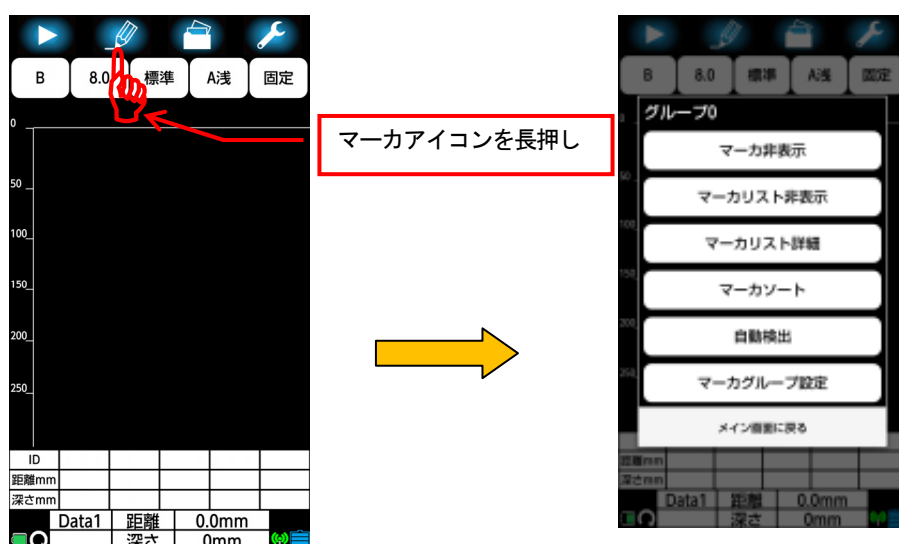 B 8.0 標準 A浅 固定
0
50
100
150
200
250
ID
距離mm
深さmm
Data1 距離 0.0mm
深さ 0mm
マーカアイコンを長押し
B 8.0 標準 A浅 固定
0
グループ0
マーカ非表示
50
マーカリスト非表示
100
マーカリスト詳細
150
マーカソート
200
自動検出
250
マーカグループ設定
メイン画面に戻る
距離mm
深さmm
Data1 距離 0.0mm
深さ 0mm